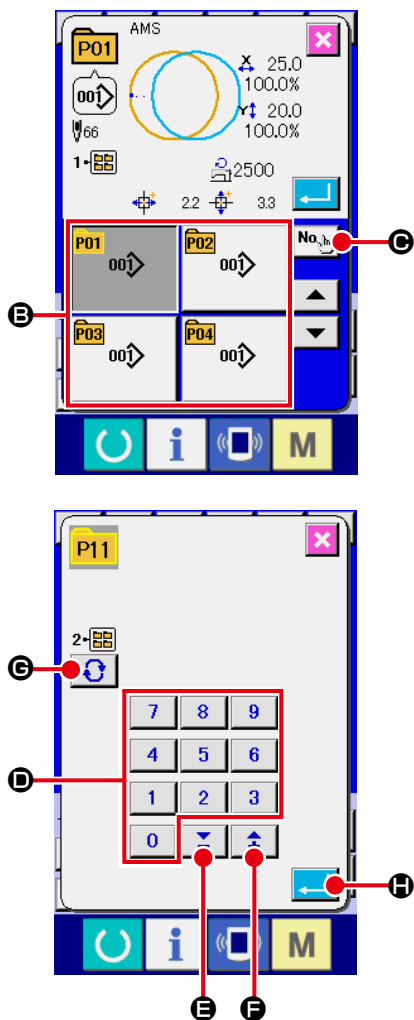 AMS
P01
X 25.0
100.0%
001
Y 20.0
100.0%
66
1
2500
2.2 3.3
P01
001
P02
001
No.
C
B
P03
001
P04
001
i M
P11
2
G
7 8 9
4 5 6
D
1 2 3
0
H
i M
E F